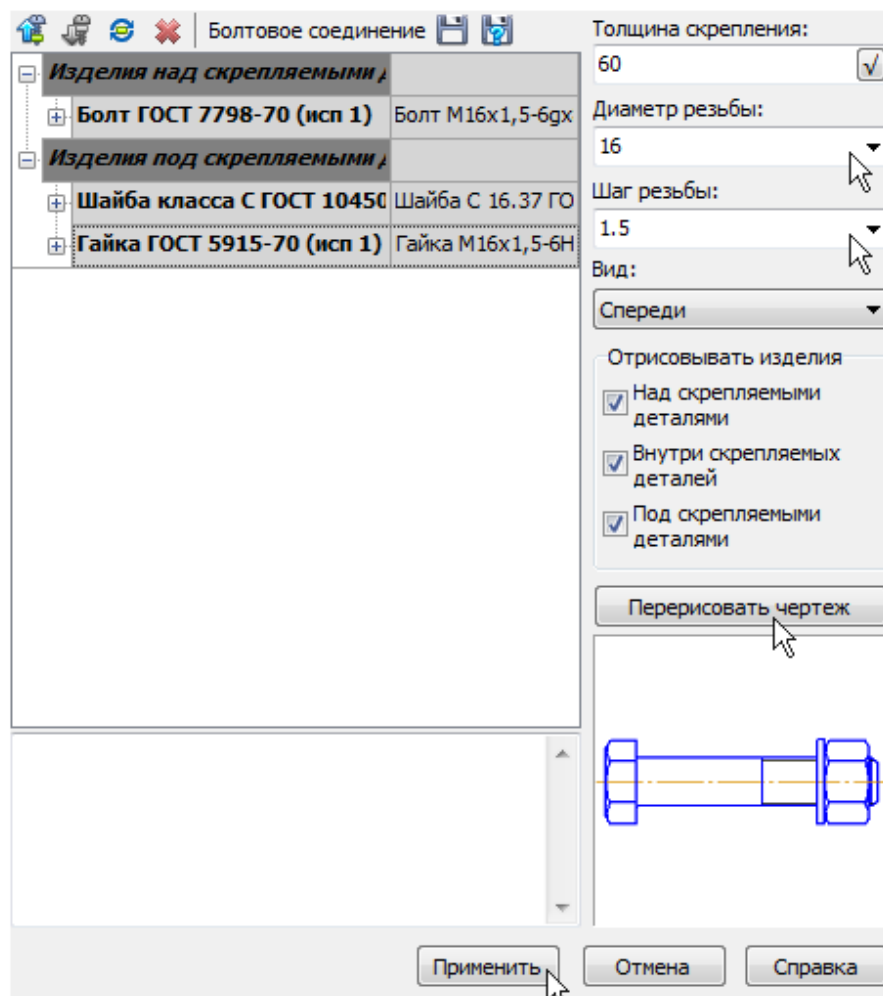 Болтовое соединение
Изделия над скрепляемыми
Болт ГОСТ 7798-70 (исп 1) Болт М16х1,5-6gх
Изделия под скрепляемыми
Шайба класса С ГОСТ 10450 Шайба С 16.37 ГО
Гайка ГОСТ 5915-70 (исп 1) Гайка М16х1,5-6Н
Толщина скрепления:
60
√
Диаметр резьбы:
16
Шаг резьбы:
1.5
Вид:
Спереди
Отрисовывать изделия
Над скрепляемыми
деталями
Внутри скрепляемых
деталей
Под скрепляемыми
деталями
Перерисовать чертеж
Применить
Отмена
Справка